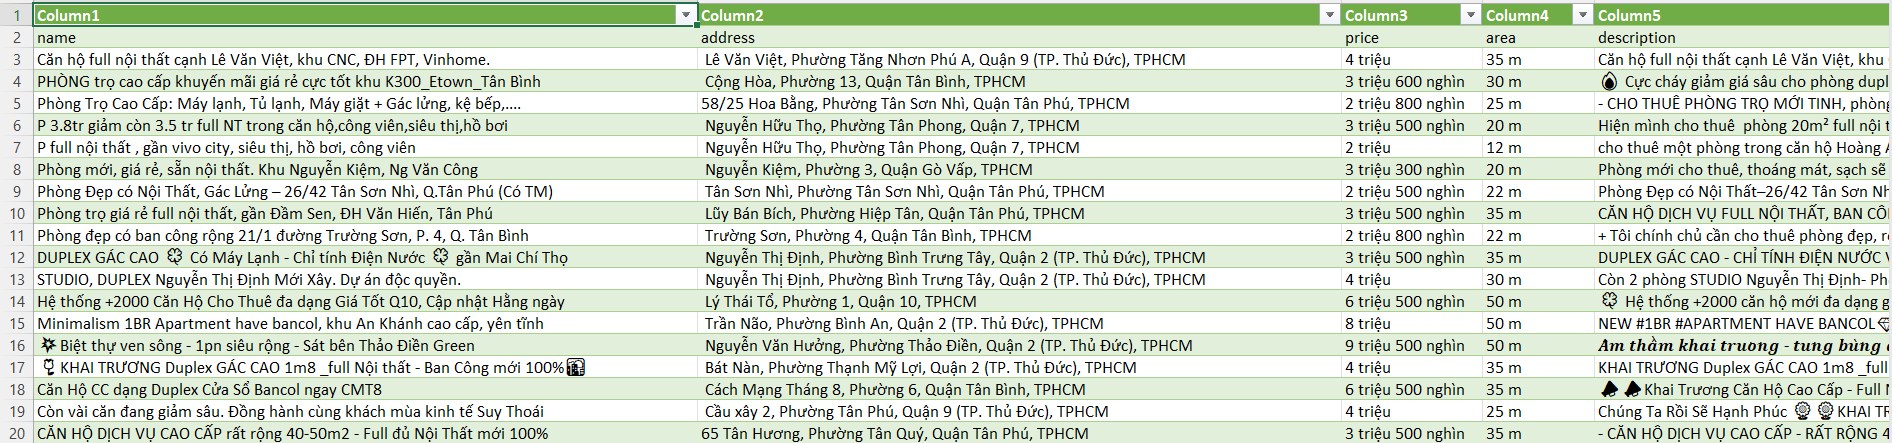 Column1 Column2 Column3 Column4 Column5
1
2 name address price area description
3 Căn hộ full nội thất cạnh Lê Văn Việt, khu CNC, ĐH FPT, Vinhome. Lê Văn Việt, Phường Tăng Nhơn Phú A, Quận 9 (TP. Thủ Đức), TPHCM 4 triệu 35 m Căn hộ full nội thất cạnh Lê Văn Việt, khu
4 PHÒNG trọ cao cấp khuyến mãi giá rẻ cực tốt khu K300_Etown_Tân Bình Cộng Hòa, Phường 13, Quận Tân Bình, TPHCM 3 triệu 600 nghìn 30 m Cực cháy giảm giá sâu cho phòng dupl
5 Phòng Trọ Cao Cấp: Máy lạnh, Tủ lạnh, Máy giặt + Gác lửng, kệ bếp,.... 58/25 Hoa Bằng, Phường Tân Sơn Nhì, Quận Tân Phú, TPHCM 2 triệu 800 nghìn 25 m - CHO THUÊ PHÒNG TRỌ MỚI TINH, phòng
6 P 3.8tr giảm còn 3.5 tr full NT trong căn hộ,công viên,siêu thị,hồ bơi Nguyễn Hữu Thọ, Phường Tân Phong, Quận 7, TPHCM 3 triệu 500 nghìn 20 m Hiện mình cho thuê phòng 20m² full nội t
7 P full nội thất , gần vivo city, siêu thị, hồ bơi, công viên Nguyễn Hữu Thọ, Phường Tân Phong, Quận 7, TPHCM 2 triệu 12 m cho thuê một phòng trong căn hộ Hoàng A
8 Phòng mới, giá rẻ, sẵn nội thất. Khu Nguyễn Kiệm, Ng Văn Công Nguyễn Kiệm, Phường 3, Quận Gò Vấp, TPHCM 3 triệu 300 nghìn 20 m Phòng mới cho thuê, thoáng mát, sạch sẽ
9 Phòng Đẹp có Nội Thất, Gác Lửng – 26/42 Tân Sơn Nhì, Q.Tân Phú (Có TM) Tân Sơn Nhì, Phường Tân Sơn Nhì, Quận Tân Phú, TPHCM 2 triệu 500 nghìn 22 m Phòng Đẹp có Nội Thất–26/42 Tân Sơn Nh
10 Phòng trọ giá rẻ full nội thất, gần Đầm Sen, ĐH Văn Hiến, Tân Phú Lũy Bán Bích, Phường Hiệp Tân, Quận Tân Phú, TPHCM 3 triệu 500 nghìn 35 m CĂN HỘ DỊCH VỤ FULL NỘI THẤT, BAN CÔ
11 Phòng đẹp có ban công rộng 21/1 đường Trường Sơn, P. 4, Q. Tân Bình Trường Sơn, Phường 4, Quận Tân Bình, TPHCM 2 triệu 800 nghìn 22 m + Tôi chính chủ cần cho thuê phòng đẹp, r
12 DUPLEX GÁC CAO Có Máy Lạnh - Chỉ tính Điện Nước gần Mai Chí Thọ Nguyễn Thị Định, Phường Bình Trưng Tây, Quận 2 (TP. Thủ Đức), TPHCM 3 triệu 500 nghìn 35 m DUPLEX GÁC CAO - CHỈ TÍNH ĐIỆN NƯỚC V
13 STUDIO, DUPLEX Nguyễn Thị Định Mới Xây. Dự án độc quyền. Nguyễn Thị Định, Phường Bình Trưng Tây, Quận 2 (TP. Thủ Đức), TPHCM 4 triệu 30 m Còn 2 phòng STUDIO Nguyễn Thị Định- Ph
14 Hệ thống +2000 Căn Hộ Cho Thuê đa dạng Giá Tốt Q10, Cập nhật Hằng ngày Lý Thái Tổ, Phường 1, Quận 10, TPHCM 6 triệu 500 nghìn 50 m Hệ thống +2000 căn hộ mới đa dạng g
15 Minimalism 1BR Apartment have bancol, khu An Khánh cao cấp, yên tĩnh Trần Não, Phường Bình An, Quận 2 (TP. Thủ Đức), TPHCM 8 triệu 50 m NEW #1BR #APARTMENT HAVE BANCOL
16 Biệt thự ven sông - 1pn siêu rộng - Sát bên Thảo Điền Green Nguyễn Văn Hưởng, Phường Thảo Điền, Quận 2 (TP. Thủ Đức), TPHCM 9 triệu 500 nghìn 50 m Am thầm khai truong - tung bùng
17 KHAI TRƯƠNG Duplex GÁC CAO 1m8 _full Nội thất - Ban Công mới 100% Bát Nàn, Phường Thạnh Mỹ Lợi, Quận 2 (TP. Thủ Đức), TPHCM 4 triệu 35 m KHAI TRƯƠNG Duplex GÁC CAO 1m8 _full
18 Căn Hộ CC dạng Duplex Cửa Sổ Bancol ngay CMT8 Cách Mạng Tháng 8, Phường 6, Quận Tân Bình, TPHCM 6 triệu 500 nghìn 35 m Khai Trương Căn Hộ Cao Cấp - Full N
19 Còn vài căn đang giảm sâu. Đồng hành cùng khách mùa kinh tế Suy Thoái Cầu xây 2, Phường Tân Phú, Quận 9 (TP. Thủ Đức), TPHCM 4 triệu 25 m Chúng Ta Rồi Sẽ Hạnh Phúc KHAI TR
20 CĂN HỘ DỊCH VỤ CAO CẤP rất rộng 40-50m2 - Full đủ Nội Thất mới 100% 65 Tân Hương, Phường Tân Quý, Quận Tân Phú, TPHCM 3 triệu 500 nghìn 35 m - CĂN HỘ DỊCH VỤ CAO CẤP - RẤT RỘNG 4